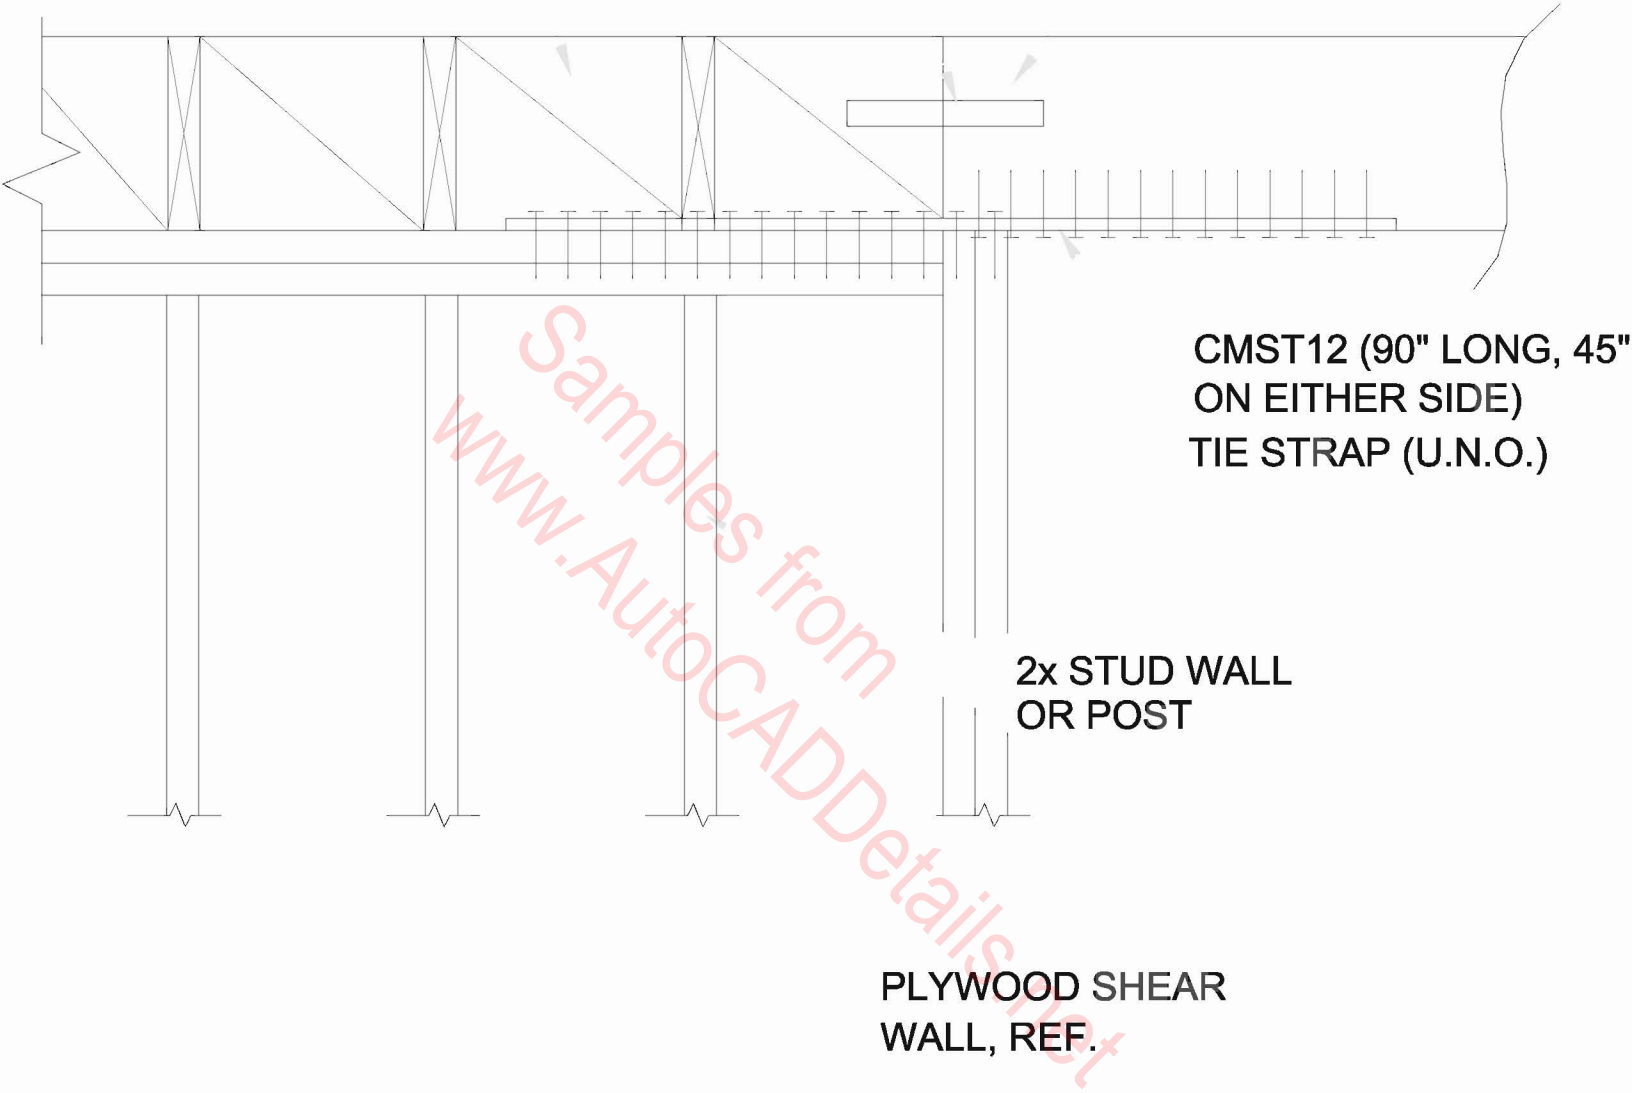 CMST12 (90" LONG, 45"
ON EITHER SIDE)
TIE STRAP (U.N.O.)
Samples from
www.AutoCADDetails.net
2x STUD WALL
OR POST
PLYWOOD SHEAR
WALL, REF.